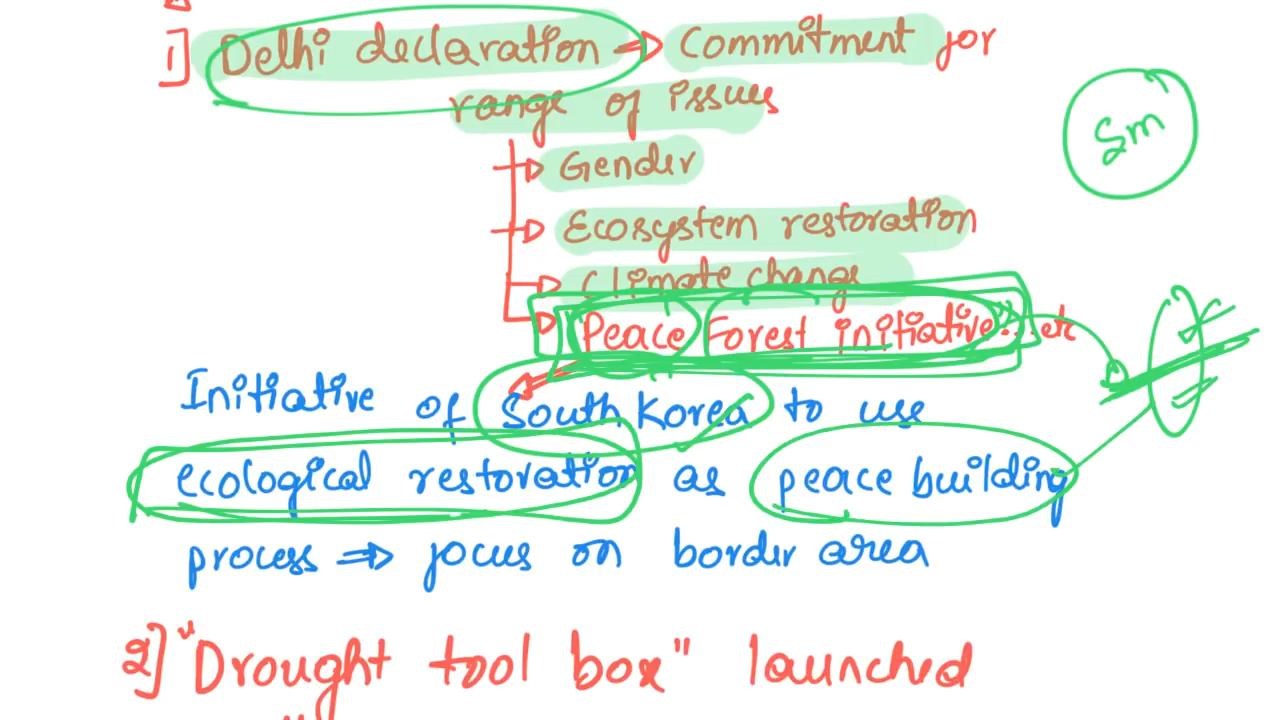 1] Delhi declaration → Commitment for
range of issues
→ Gender
→ Ecosystem restoration
→ Climate change
→ "Peace Forest initiative"... etc
Sm
Initiative of South Korea to use
ecological restoration as peace building
process ⇒ focus on border area
2] "Drought tool box" launched